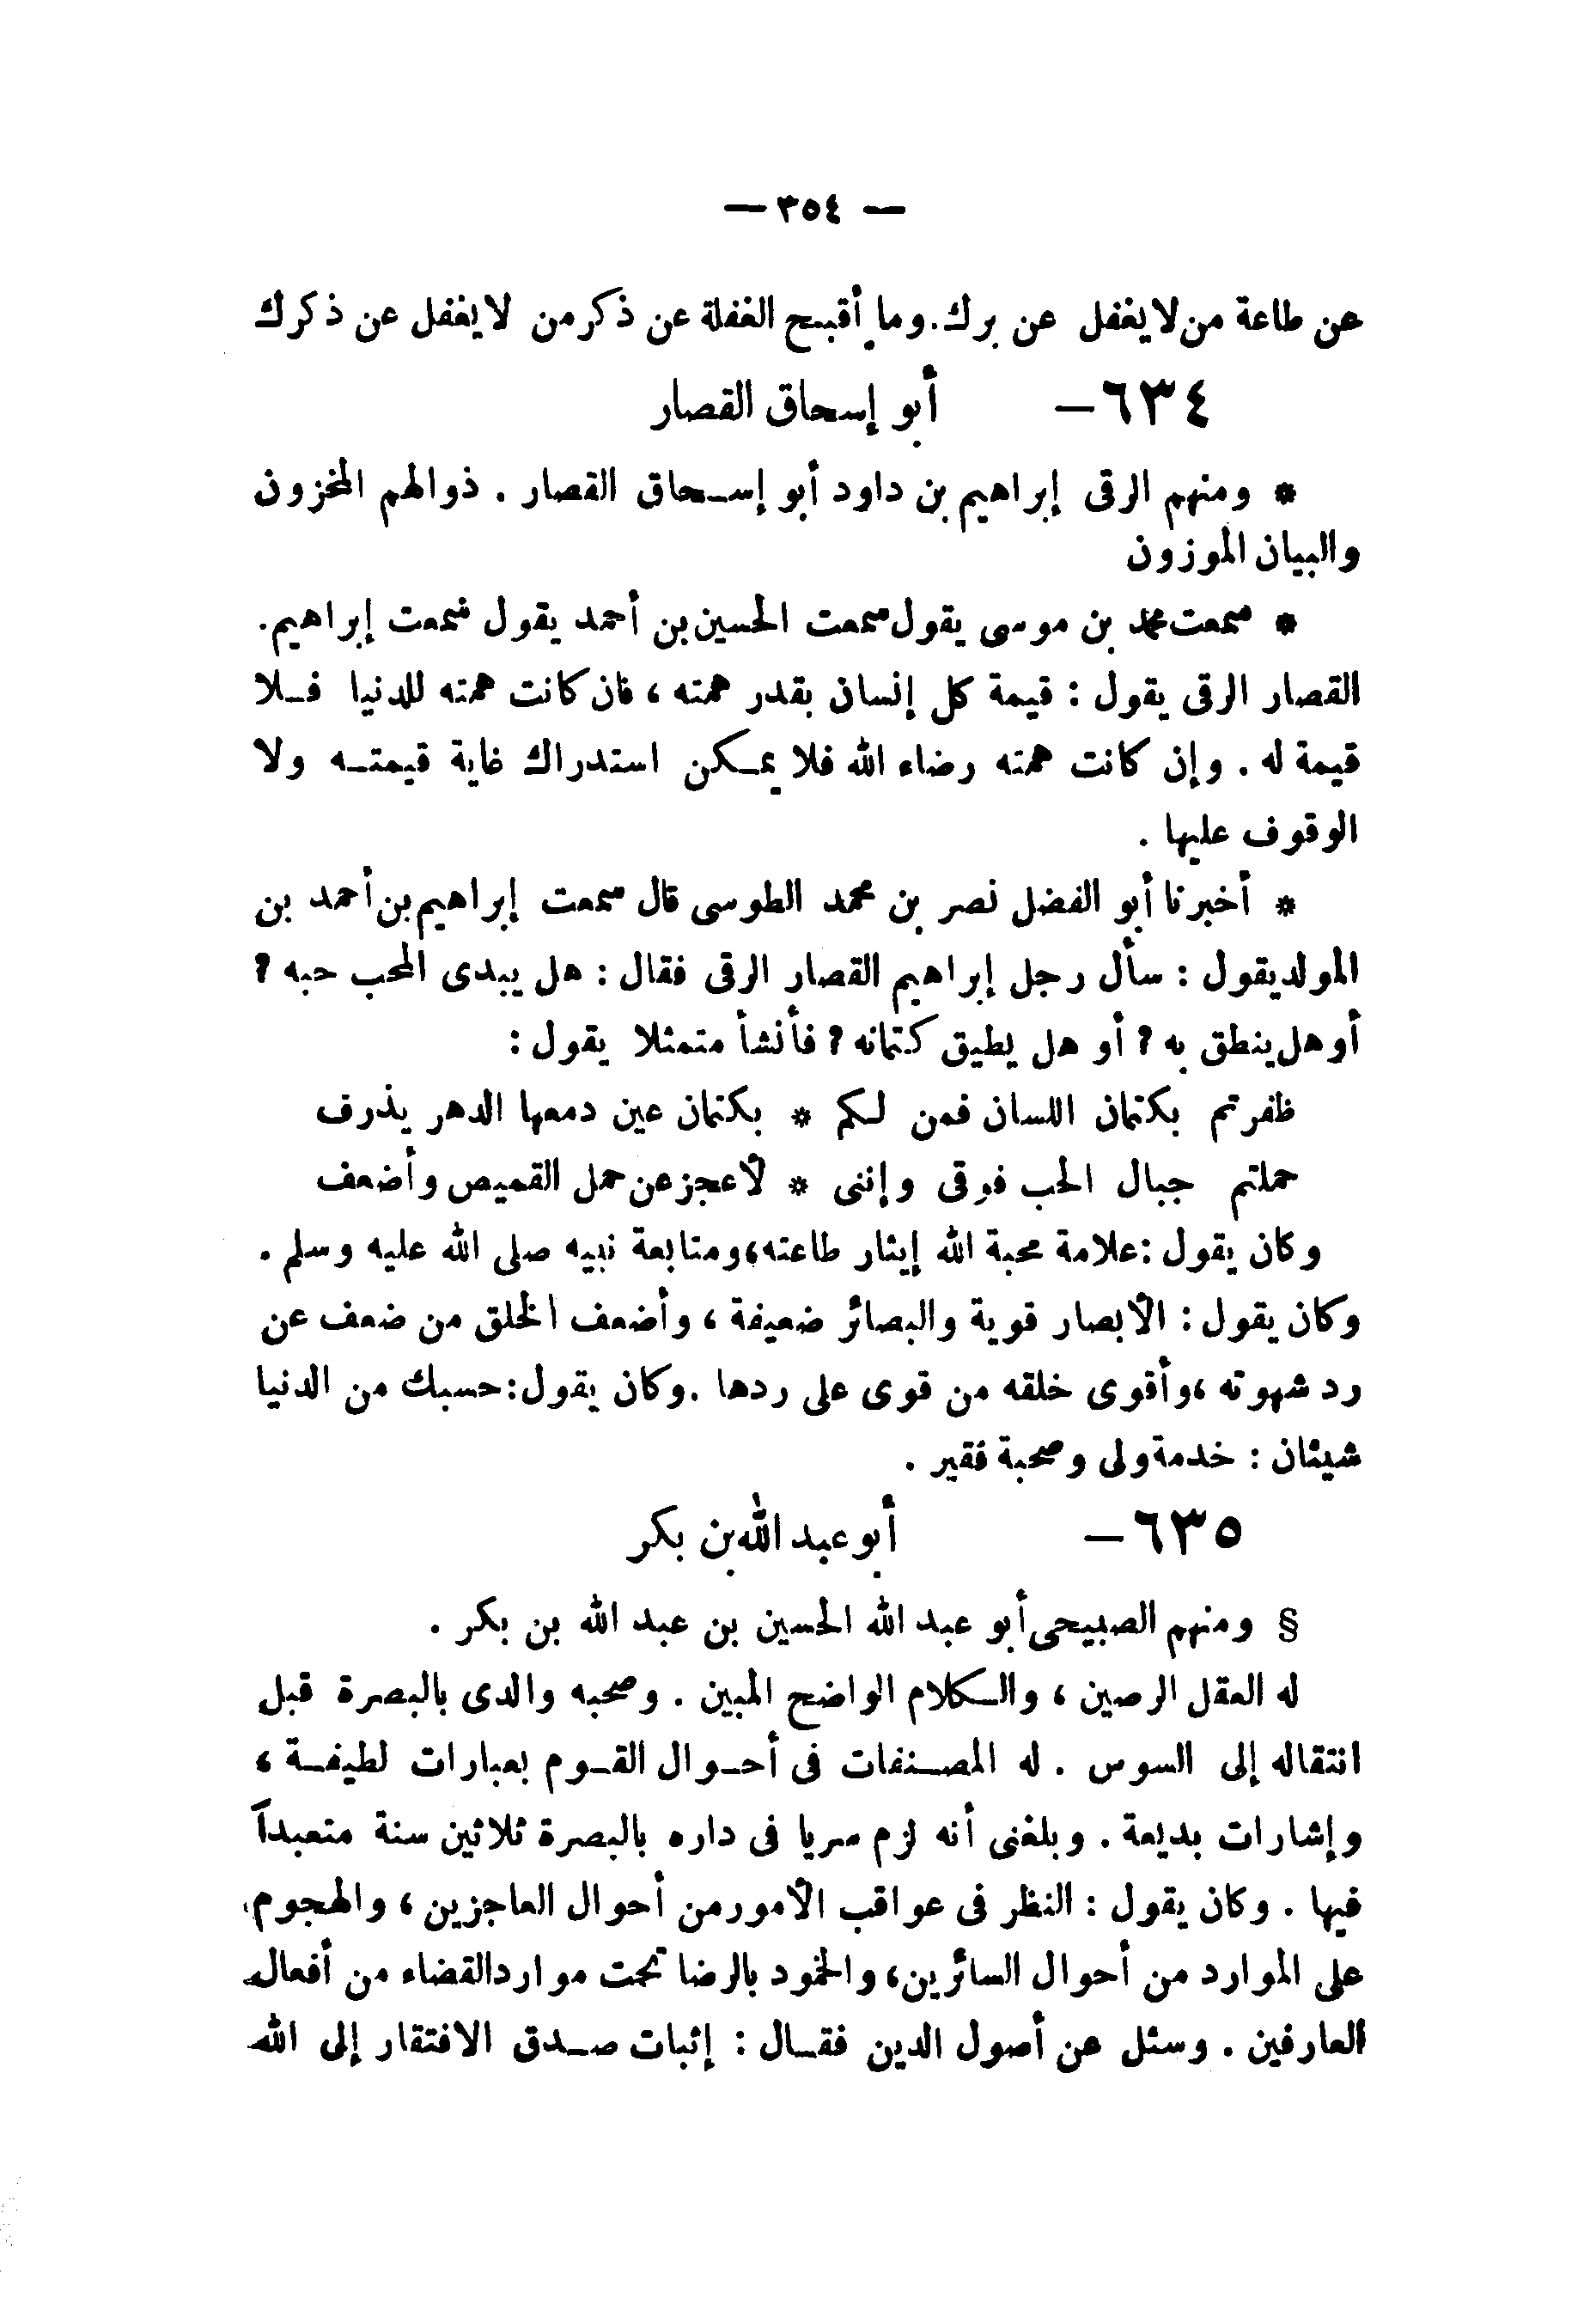 — ٣٥٤ —
عن طاعة من لا يغفل عن برك. وما أقبح الغفلة عن ذكر من لا يغفل عن ذكرك
٦٣٤ — أبو إسحاق القصار
* ومنهم الرقى إبراهيم بن داود أبو إسحاق القصار . ذو الهم المخزون
والبيان الموزون
* سمعت محمد بن موسى يقول سمعت الحسين بن أحمد يقول سمعت إبراهيم.
القصار الرقى يقول : قيمة كل إنسان بقدر همته ، فان كانت همته للدنيا فلا
قيمة له . وإن كانت همته رضاء الله فلا يمكن استدراك غاية قيمته ولا
الوقوف عليها .
* أخبرنا أبو الفضل نصر بن محمد الطوسى قال سمعت إبراهيم بن أحمد بن
المولد يقول : سأل رجل إبراهيم القصار الرقى فقال : هل يبدى المحب حبه ?
أو هل ينطق به ? أو هل يطيق كتمانه ? فأنشأ متمثلا يقول :
ظفرتم بكتمان اللسان فمن لكم * بكتمان عين دمعها الدهر يذرف
حملتم جبال الحب فوقى وإننى * لأعجز عن حمل القميص وأضعف
وكان يقول : علامة محبة الله إيثار طاعته ، ومتابعة نبيه صلى الله عليه وسلم .
وكان يقول : الأبصار قوية والبصائر ضعيفة ، وأضعف الخلق من ضعف عن
رد شهوته ، وأقوى خلقه من قوى على ردها . وكان يقول : حسبك من الدنيا
شيئان : خدمة ولى وصحبة فقير .
٦٣٥ — أبو عبد الله بن بكر
§ ومنهم الصبيحى أبو عبد الله الحسين بن عبد الله بن بكر .
له العقل الرصين ، والكلام الواضح المبين . وصحبه والدى بالبصرة قبل
انتقاله إلى السوس . له المصنفات فى أحوال القوم بعبارات لطيفة ،
وإشارات بديعة . وبلغنى أنه لزم سربا فى داره بالبصرة ثلاثين سنة متعبداً
فيها . وكان يقول : النظر فى عواقب الأمور من أحوال العاجزين ، والهجوم
على الموارد من أحوال السائرين ، والخمود بالرضا تحت موارد القضاء من أفعال
العارفين . وسئل عن أصول الدين فقال : إثبات صدق الافتقار إلى الله